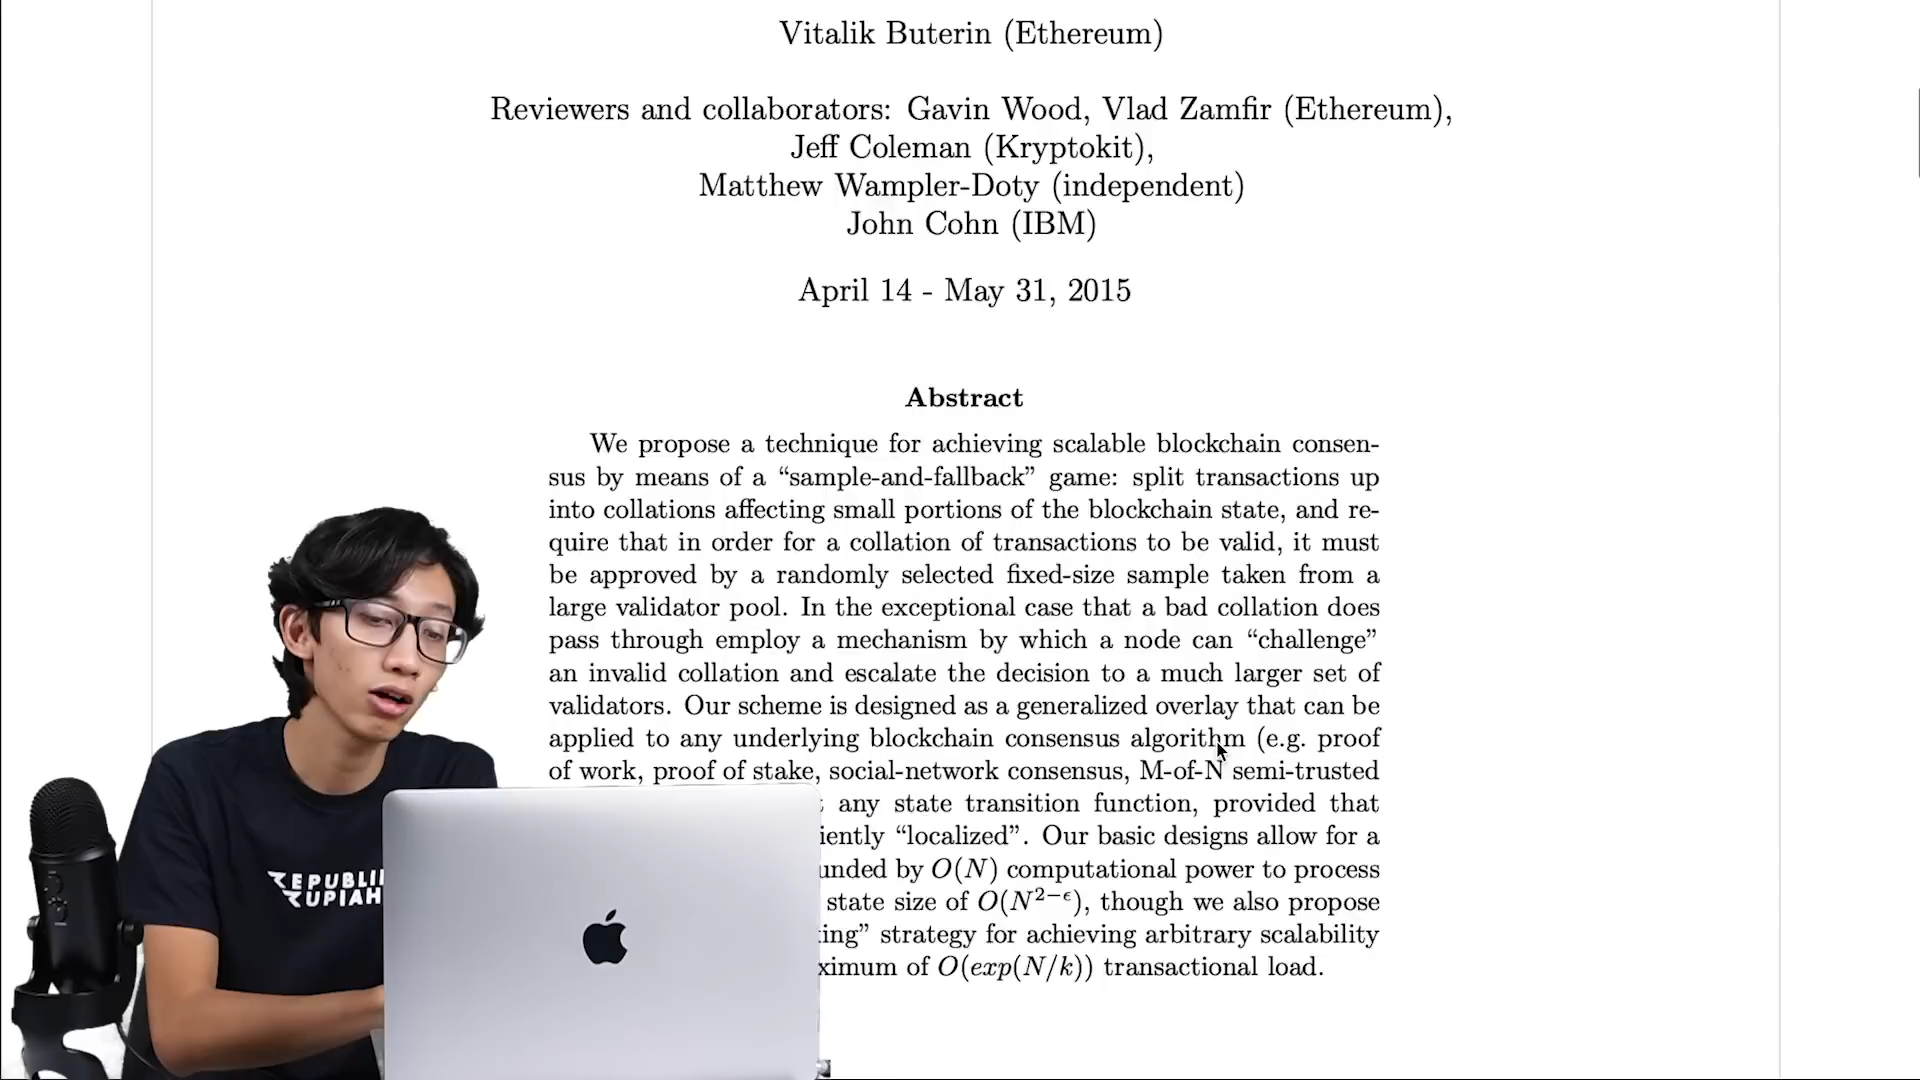 Vitalik Buterin (Ethereum)
Reviewers and collaborators: Gavin Wood, Vlad Zamfir (Ethereum),
Jeff Coleman (Kryptokit),
Matthew Wampler-Doty (independent)
John Cohn (IBM)
April 14 - May 31, 2015
Abstract
We propose a technique for achieving scalable blockchain consen-
sus by means of a “sample-and-fallback” game: split transactions up
into collations affecting small portions of the blockchain state, and re-
quire that in order for a collation of transactions to be valid, it must
be approved by a randomly selected fixed-size sample taken from a
large validator pool. In the exceptional case that a bad collation does
pass through employ a mechanism by which a node can “challenge”
an invalid collation and escalate the decision to a much larger set of
validators. Our scheme is designed as a generalized overlay that can be
applied to any underlying blockchain consensus algorithm (e.g. proof
of work, proof of stake, social-network consensus, M-of-N semi-trusted
any state transition function, provided that
“localized”. Our basic designs allow for a
by O(N) computational power to process
state size of O(N^{2−ϵ}), though we also propose
strategy for achieving arbitrary scalability
of O(exp(N/k)) transactional load.